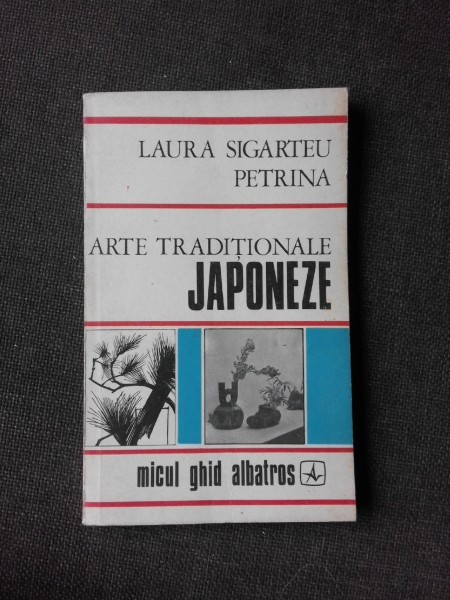 LAURA SIGARTEU
PETRINA
ARTE TRADIȚIONALE
JAPONEZE
micul ghid albatros